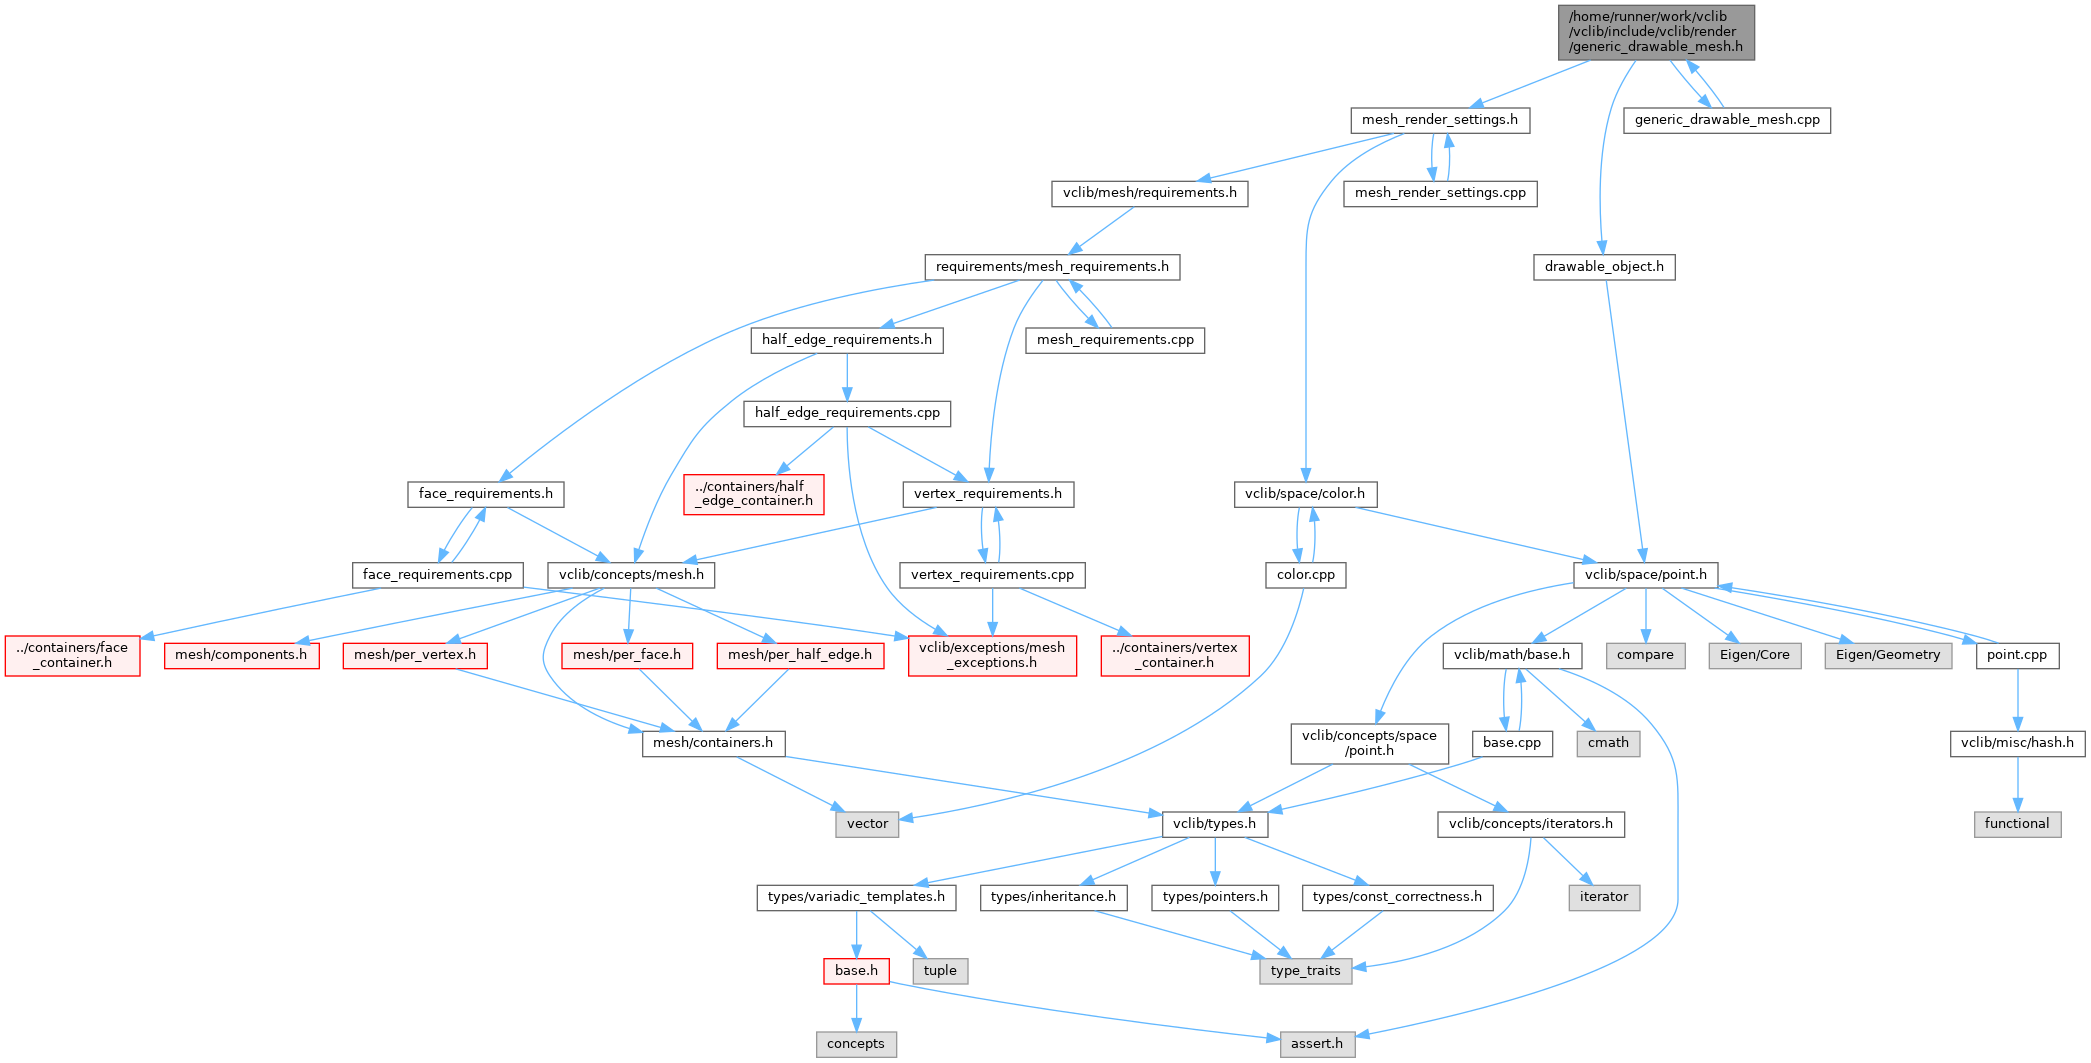 /home/runner/work/vclib
/vclib/include/vclib/render
/generic_drawable_mesh.h
mesh_render_settings.h
generic_drawable_mesh.cpp
vclib/mesh/requirements.h
mesh_render_settings.cpp
requirements/mesh_requirements.h
drawable_object.h
half_edge_requirements.h
mesh_requirements.cpp
half_edge_requirements.cpp
face_requirements.h
../containers/half
_edge_container.h
vertex_requirements.h
vclib/space/color.h
face_requirements.cpp
vclib/concepts/mesh.h
vertex_requirements.cpp
color.cpp
vclib/space/point.h
../containers/face
_container.h
mesh/components.h
mesh/per_vertex.h
mesh/per_face.h
mesh/per_half_edge.h
vclib/exceptions/mesh
_exceptions.h
../containers/vertex
_container.h
vclib/math/base.h
compare
Eigen/Core
Eigen/Geometry
point.cpp
mesh/containers.h
vclib/concepts/space
/point.h
base.cpp
cmath
vclib/misc/hash.h
vector
vclib/types.h
vclib/concepts/iterators.h
functional
types/variadic_templates.h
types/inheritance.h
types/pointers.h
types/const_correctness.h
iterator
base.h
tuple
type_traits
concepts
assert.h